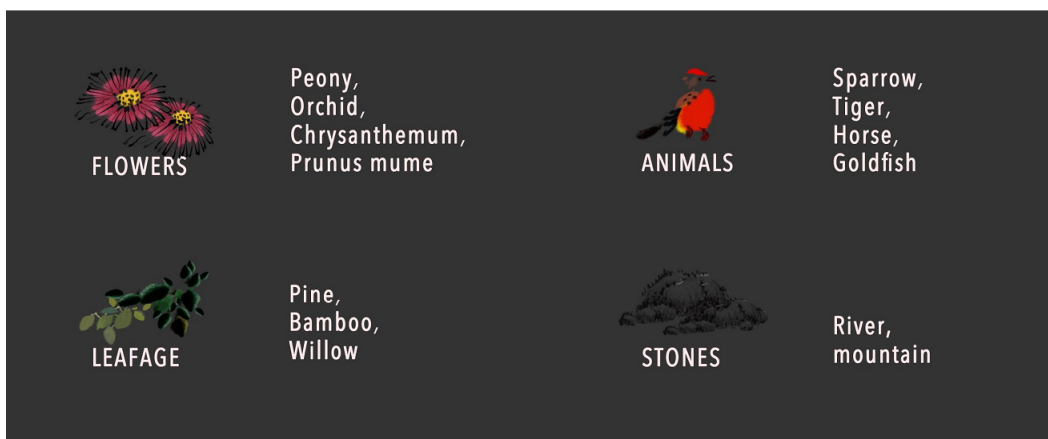 FLOWERS
Peony,
Orchid,
Chrysanthemum,
Prunus mume
ANIMALS
Sparrow,
Tiger,
Horse,
Goldfish
LEAFAGE
Pine,
Bamboo,
Willow
STONES
River,
mountain